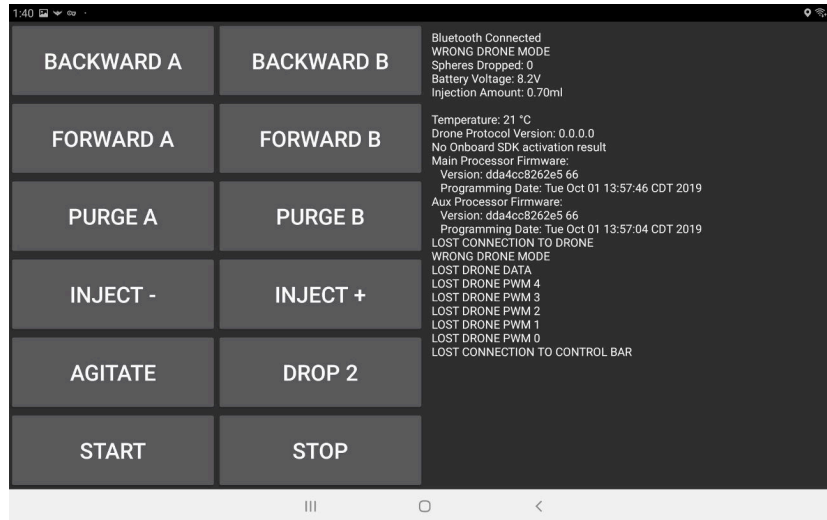 1:40
BACKWARD A
BACKWARD B
FORWARD A
FORWARD B
PURGE A
PURGE B
INJECT -
INJECT +
AGITATE
DROP 2
START
STOP
Bluetooth Connected
WRONG DRONE MODE
Spheres Dropped: 0
Battery Voltage: 8.2V
Injection Amount: 0.70ml
Temperature: 21 °C
Drone Protocol Version: 0.0.0.0
No Onboard SDK activation result
Main Processor Firmware:
Version: dda4cc8262e5 66
Programming Date: Tue Oct 01 13:57:46 CDT 2019
Aux Processor Firmware:
Version: dda4cc8262e5 66
Programming Date: Tue Oct 01 13:57:04 CDT 2019
LOST CONNECTION TO DRONE
WRONG DRONE MODE
LOST DRONE DATA
LOST DRONE PWM 4
LOST DRONE PWM 3
LOST DRONE PWM 2
LOST DRONE PWM 1
LOST DRONE PWM 0
LOST CONNECTION TO CONTROL BAR